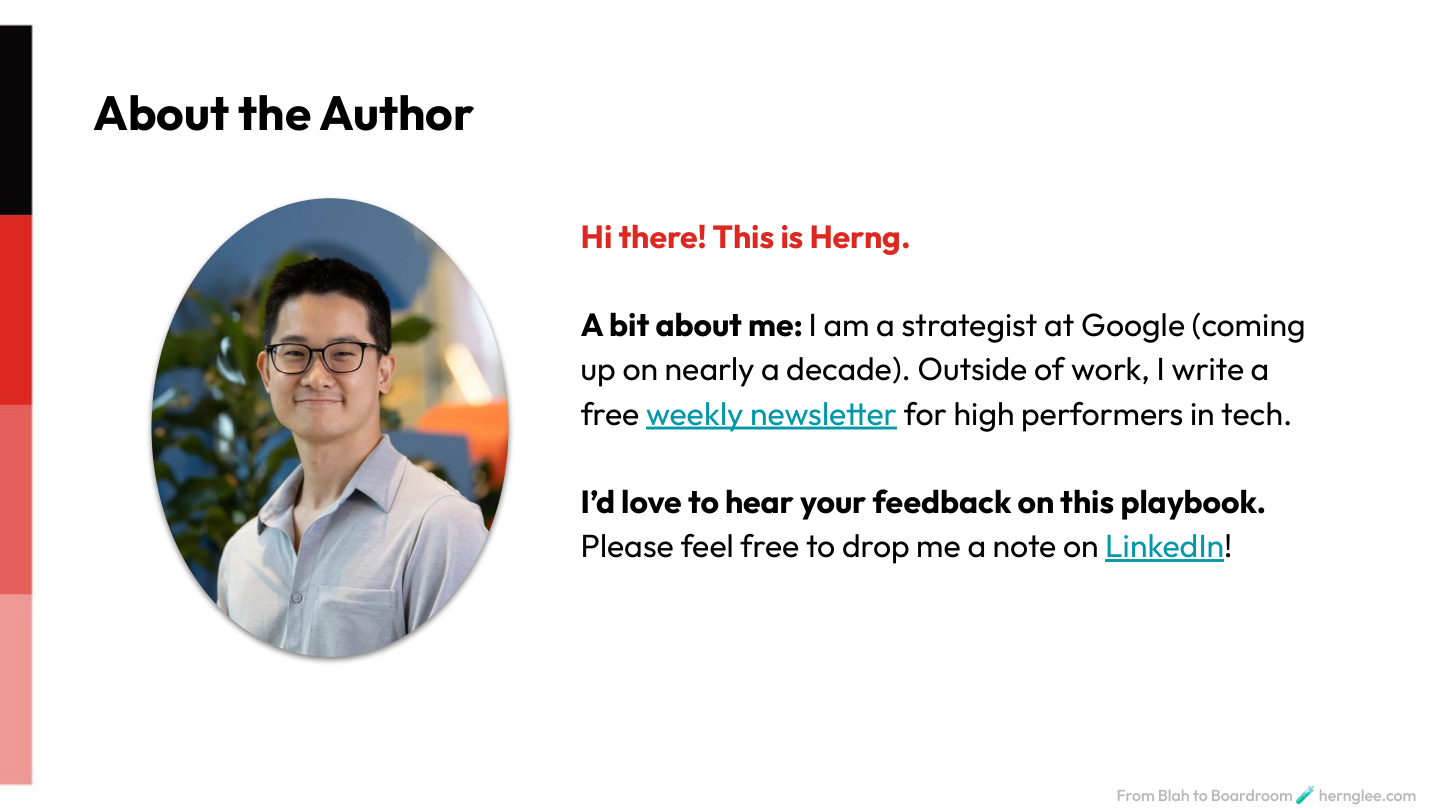 About the Author
Hi there! This is Herng.
A bit about me: I am a strategist at Google (coming
up on nearly a decade). Outside of work, I write a
free weekly newsletter for high performers in tech.
I’d love to hear your feedback on this playbook.
Please feel free to drop me a note on LinkedIn!
From Blah to Boardroom 🧪 hernglee.com